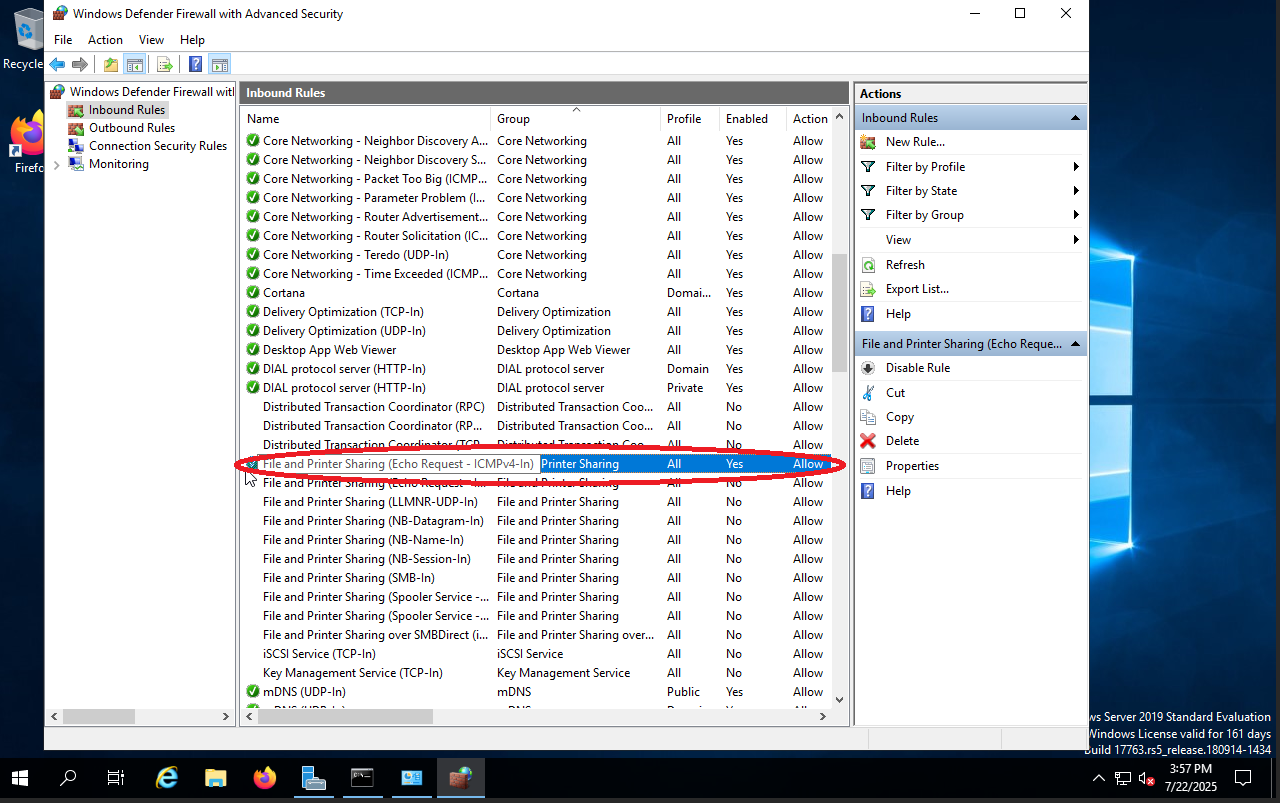 Recycle
Firefo
Windows Defender Firewall with Advanced Security
File Action View Help
Windows Defender Firewall witl
Inbound Rules
Outbound Rules
Connection Security Rules
Monitoring
Inbound Rules
Name Group Profile Enabled Action
Core Networking - Neighbor Discovery A... Core Networking All Yes Allow
Core Networking - Neighbor Discovery S... Core Networking All Yes Allow
Core Networking - Packet Too Big (ICMP... Core Networking All Yes Allow
Core Networking - Parameter Problem (I... Core Networking All Yes Allow
Core Networking - Router Advertisement... Core Networking All Yes Allow
Core Networking - Router Solicitation (IC... Core Networking All Yes Allow
Core Networking - Teredo (UDP-In) Core Networking All Yes Allow
Core Networking - Time Exceeded (ICMP... Core Networking All Yes Allow
Cortana Cortana Domai... Yes Allow
Delivery Optimization (TCP-In) Delivery Optimization All Yes Allow
Delivery Optimization (UDP-In) Delivery Optimization All Yes Allow
Desktop App Web Viewer Desktop App Web Viewer All Yes Allow
DIAL protocol server (HTTP-In) DIAL protocol server Domain Yes Allow
DIAL protocol server (HTTP-In) DIAL protocol server Private Yes Allow
Distributed Transaction Coordinator (RPC) Distributed Transaction Coo... All No Allow
Distributed Transaction Coordinator (RP... Distributed Transaction Coo... All No Allow
Distributed Transaction Coordinator (TCP... Distributed Transaction Coo... All No Allow
File and Printer Sharing (Echo Request - ICMPv4-In) Printer Sharing All Yes Allow
File and Printer Sharing (Echo Request - File and Printer Sharing All No Allow
File and Printer Sharing (LLMNR-UDP-In) File and Printer Sharing All No Allow
File and Printer Sharing (NB-Datagram-In) File and Printer Sharing All No Allow
File and Printer Sharing (NB-Name-In) File and Printer Sharing All No Allow
File and Printer Sharing (NB-Session-In) File and Printer Sharing All No Allow
File and Printer Sharing (SMB-In) File and Printer Sharing All No Allow
File and Printer Sharing (Spooler Service -... File and Printer Sharing All No Allow
File and Printer Sharing (Spooler Service -... File and Printer Sharing All No Allow
File and Printer Sharing over SMBDirect (i... File and Printer Sharing over... All No Allow
iSCSI Service (TCP-In) iSCSI Service All No Allow
Key Management Service (TCP-In) Key Management Service All No Allow
mDNS (UDP-In) mDNS Public Yes Allow
Actions
Inbound Rules
New Rule...
Filter by Profile
Filter by State
Filter by Group
View
Refresh
Export List...
Help
File and Printer Sharing (Echo Reque...
Disable Rule
Cut
Copy
Delete
Properties
Help
ws Server 2019 Standard Evaluation
Windows License valid for 161 days
Build 17763.rs5_release.180914-1434
3:57 PM
7/22/2025